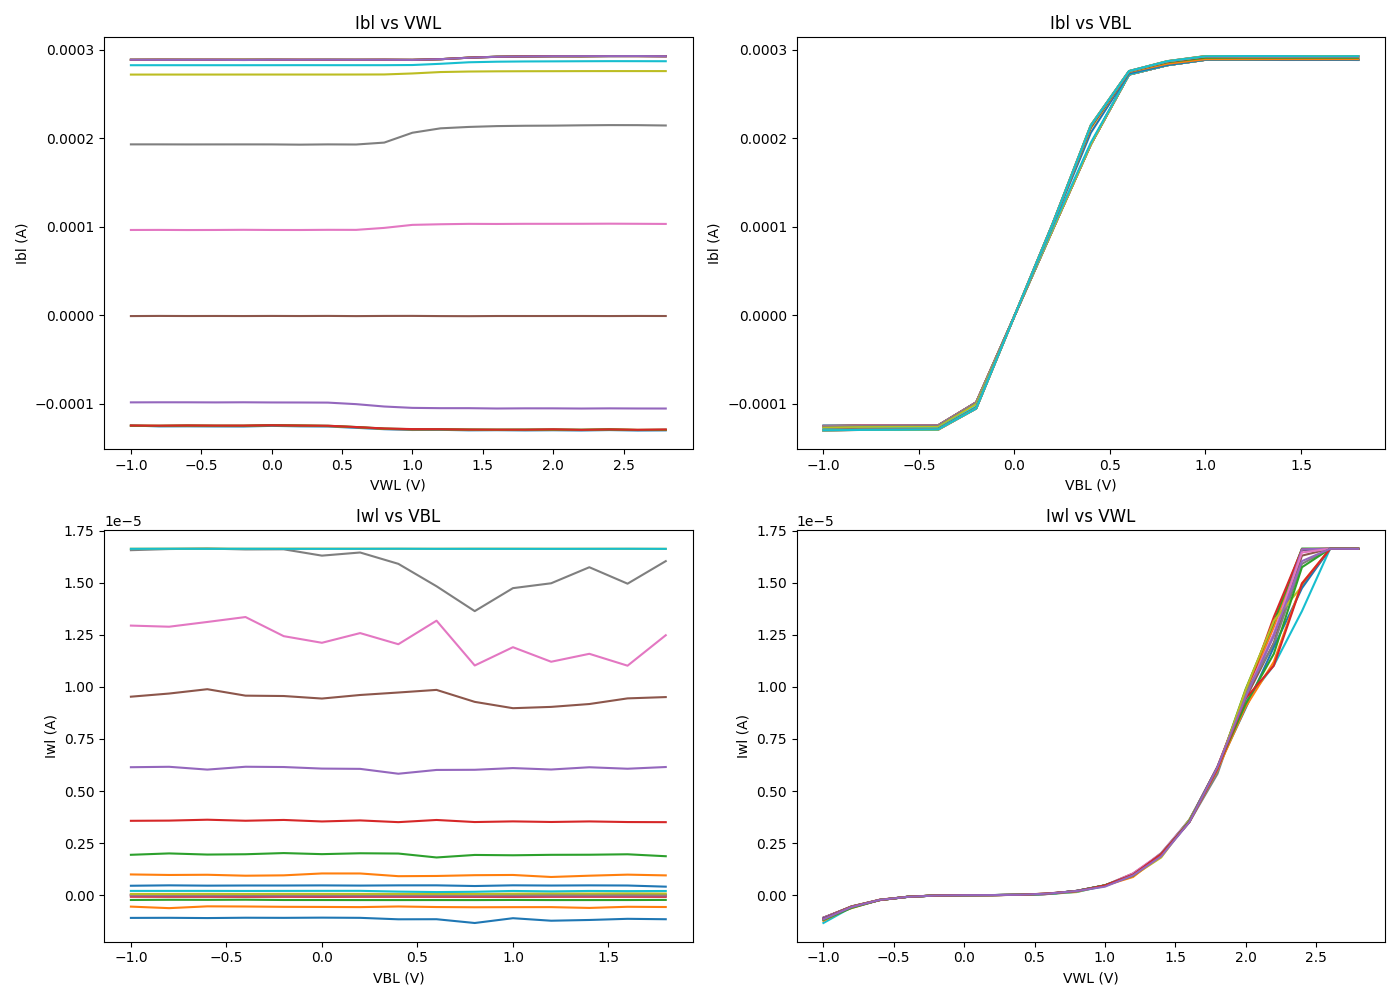 Ibl vs VWL
Ibl (A)
0.0003
0.0002
0.0001
0.0000
−0.0001
−1.0 −0.5 0.0 0.5 1.0 1.5 2.0 2.5
VWL (V)
Ibl vs VBL
Ibl (A)
0.0003
0.0002
0.0001
0.0000
−0.0001
−1.0 −0.5 0.0 0.5 1.0 1.5
VBL (V)
Iwl vs VBL
1e−5
Iwl (A)
1.75
1.50
1.25
1.00
0.75
0.50
0.25
0.00
−1.0 −0.5 0.0 0.5 1.0 1.5
VBL (V)
Iwl vs VWL
1e−5
Iwl (A)
1.75
1.50
1.25
1.00
0.75
0.50
0.25
0.00
−1.0 −0.5 0.0 0.5 1.0 1.5 2.0 2.5
VWL (V)